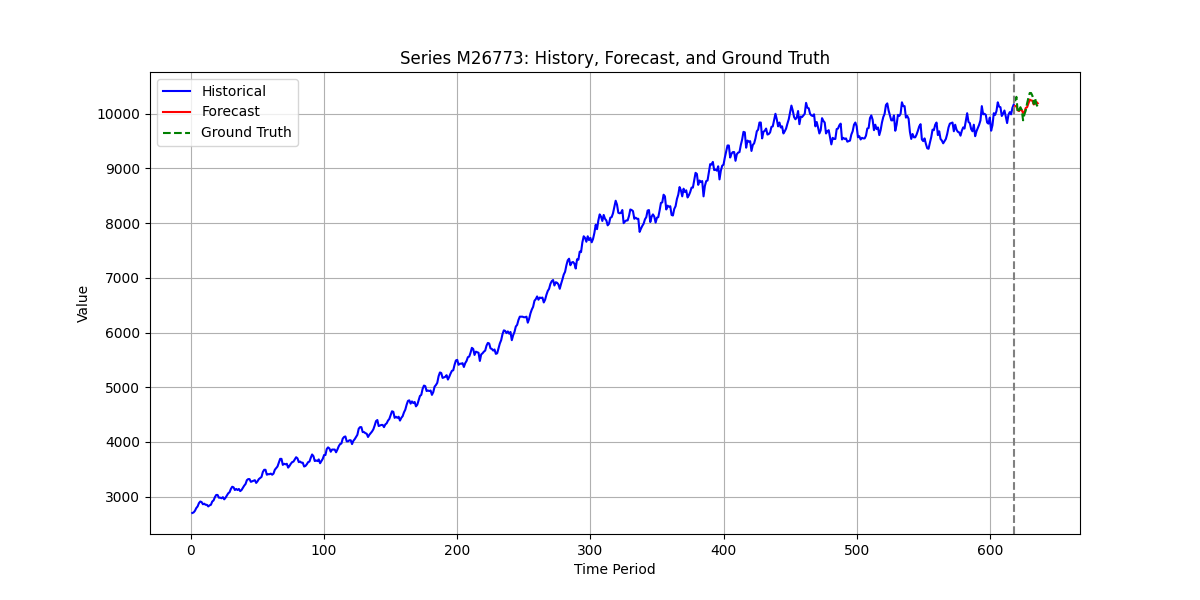 Series M26773: History, Forecast, and Ground Truth
Historical
Forecast
Ground Truth
10000
9000
8000
7000
6000
5000
4000
3000
Value
0 100 200 300 400 500 600
Time Period